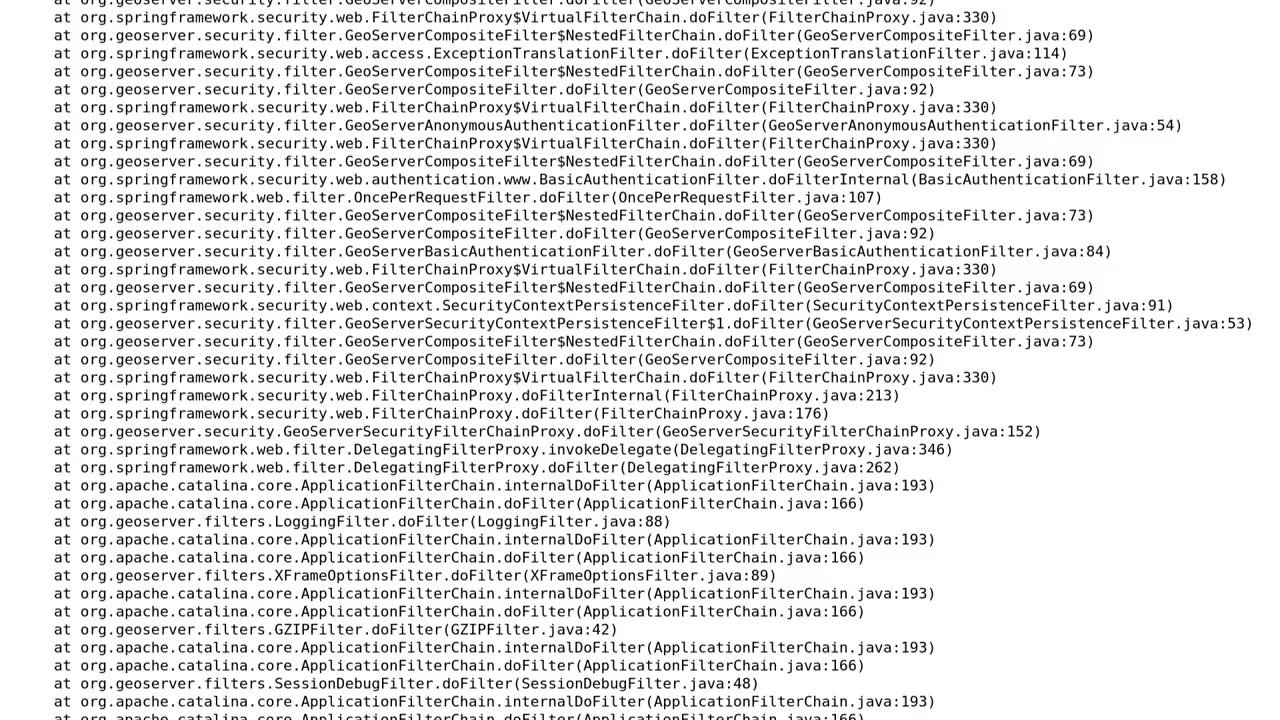 at org.geoserver.security.filter.GeoServerCompositeFilter.doFilter(GeoServerCompositeFilter.java:92)
at org.springframework.security.web.FilterChainProxy$VirtualFilterChain.doFilter(FilterChainProxy.java:330)
at org.geoserver.security.filter.GeoServerCompositeFilter$NestedFilterChain.doFilter(GeoServerCompositeFilter.java:69)
at org.springframework.security.web.access.ExceptionTranslationFilter.doFilter(ExceptionTranslationFilter.java:114)
at org.geoserver.security.filter.GeoServerCompositeFilter$NestedFilterChain.doFilter(GeoServerCompositeFilter.java:73)
at org.geoserver.security.filter.GeoServerCompositeFilter.doFilter(GeoServerCompositeFilter.java:92)
at org.springframework.security.web.FilterChainProxy$VirtualFilterChain.doFilter(FilterChainProxy.java:330)
at org.geoserver.security.filter.GeoServerAnonymousAuthenticationFilter.doFilter(GeoServerAnonymousAuthenticationFilter.java:54)
at org.springframework.security.web.FilterChainProxy$VirtualFilterChain.doFilter(FilterChainProxy.java:330)
at org.geoserver.security.filter.GeoServerCompositeFilter$NestedFilterChain.doFilter(GeoServerCompositeFilter.java:69)
at org.springframework.security.web.authentication.www.BasicAuthenticationFilter.doFilterInternal(BasicAuthenticationFilter.java:158)
at org.springframework.web.filter.OncePerRequestFilter.doFilter(OncePerRequestFilter.java:107)
at org.geoserver.security.filter.GeoServerCompositeFilter$NestedFilterChain.doFilter(GeoServerCompositeFilter.java:73)
at org.geoserver.security.filter.GeoServerCompositeFilter.doFilter(GeoServerCompositeFilter.java:92)
at org.geoserver.security.filter.GeoServerBasicAuthenticationFilter.doFilter(GeoServerBasicAuthenticationFilter.java:84)
at org.springframework.security.web.FilterChainProxy$VirtualFilterChain.doFilter(FilterChainProxy.java:330)
at org.geoserver.security.filter.GeoServerCompositeFilter$NestedFilterChain.doFilter(GeoServerCompositeFilter.java:69)
at org.springframework.security.web.context.SecurityContextPersistenceFilter.doFilter(SecurityContextPersistenceFilter.java:91)
at org.geoserver.security.filter.GeoServerSecurityContextPersistenceFilter$1.doFilter(GeoServerSecurityContextPersistenceFilter.java:53)
at org.geoserver.security.filter.GeoServerCompositeFilter$NestedFilterChain.doFilter(GeoServerCompositeFilter.java:73)
at org.geoserver.security.filter.GeoServerCompositeFilter.doFilter(GeoServerCompositeFilter.java:92)
at org.springframework.security.web.FilterChainProxy$VirtualFilterChain.doFilter(FilterChainProxy.java:330)
at org.springframework.security.web.FilterChainProxy.doFilterInternal(FilterChainProxy.java:213)
at org.springframework.security.web.FilterChainProxy.doFilter(FilterChainProxy.java:176)
at org.geoserver.security.GeoServerSecurityFilterChainProxy.doFilter(GeoServerSecurityFilterChainProxy.java:152)
at org.springframework.web.filter.DelegatingFilterProxy.invokeDelegate(DelegatingFilterProxy.java:346)
at org.springframework.web.filter.DelegatingFilterProxy.doFilter(DelegatingFilterProxy.java:262)
at org.apache.catalina.core.ApplicationFilterChain.internalDoFilter(ApplicationFilterChain.java:193)
at org.apache.catalina.core.ApplicationFilterChain.doFilter(ApplicationFilterChain.java:166)
at org.geoserver.filters.LoggingFilter.doFilter(LoggingFilter.java:88)
at org.apache.catalina.core.ApplicationFilterChain.internalDoFilter(ApplicationFilterChain.java:193)
at org.apache.catalina.core.ApplicationFilterChain.doFilter(ApplicationFilterChain.java:166)
at org.geoserver.filters.XFrameOptionsFilter.doFilter(XFrameOptionsFilter.java:89)
at org.apache.catalina.core.ApplicationFilterChain.internalDoFilter(ApplicationFilterChain.java:193)
at org.apache.catalina.core.ApplicationFilterChain.doFilter(ApplicationFilterChain.java:166)
at org.geoserver.filters.GZIPFilter.doFilter(GZIPFilter.java:42)
at org.apache.catalina.core.ApplicationFilterChain.internalDoFilter(ApplicationFilterChain.java:193)
at org.apache.catalina.core.ApplicationFilterChain.doFilter(ApplicationFilterChain.java:166)
at org.geoserver.filters.SessionDebugFilter.doFilter(SessionDebugFilter.java:48)
at org.apache.catalina.core.ApplicationFilterChain.internalDoFilter(ApplicationFilterChain.java:193)
at org.apache.catalina.core.ApplicationFilterChain.doFilter(ApplicationFilterChain.java:166)